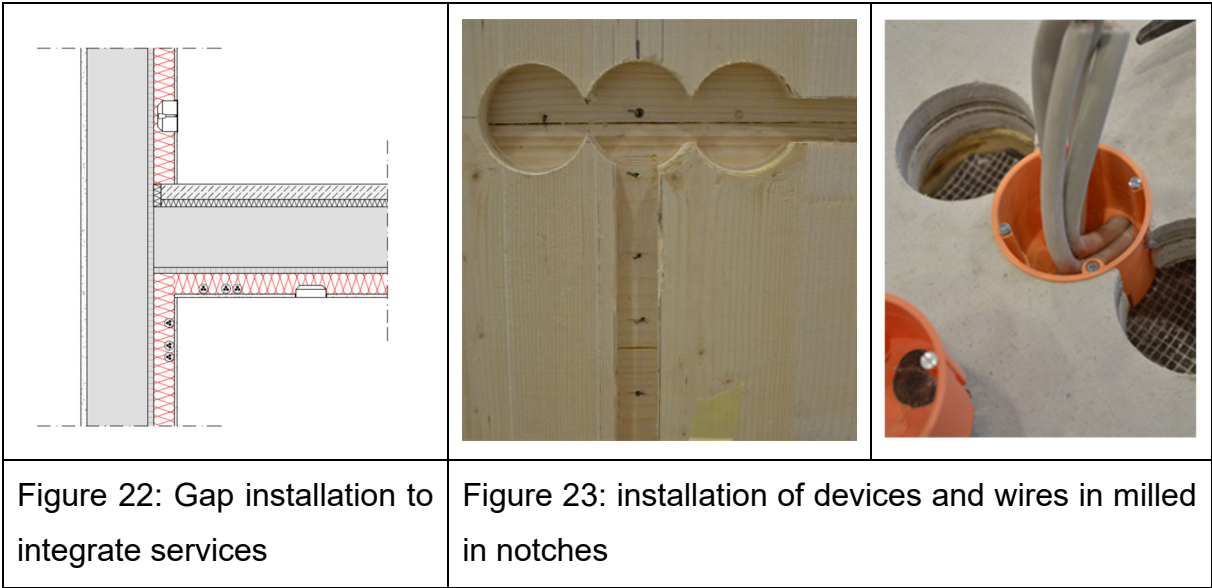 Figure 22: Gap installation to
integrate services
Figure 23: installation of devices and wires in milled
in notches